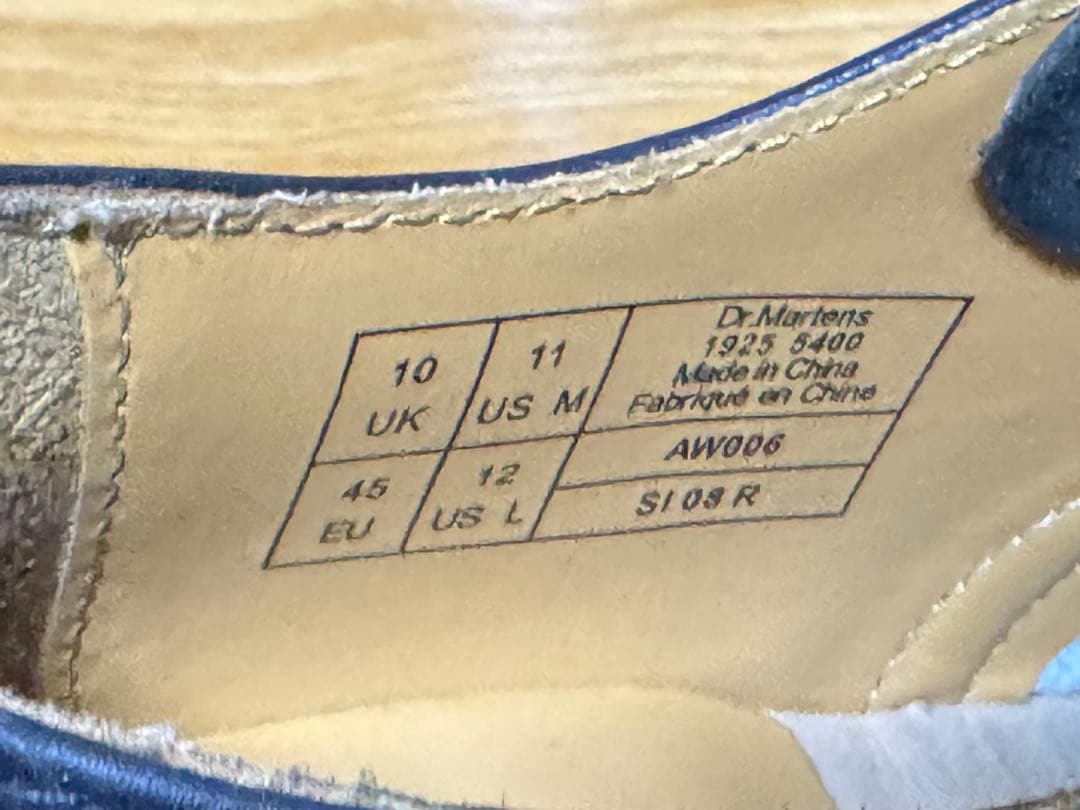 10
UK
11
US M
Dr.Martens
1925 5400
Made in China
Fabriqué en Chine
45
EU
12
US L
AW006
SI 08 R